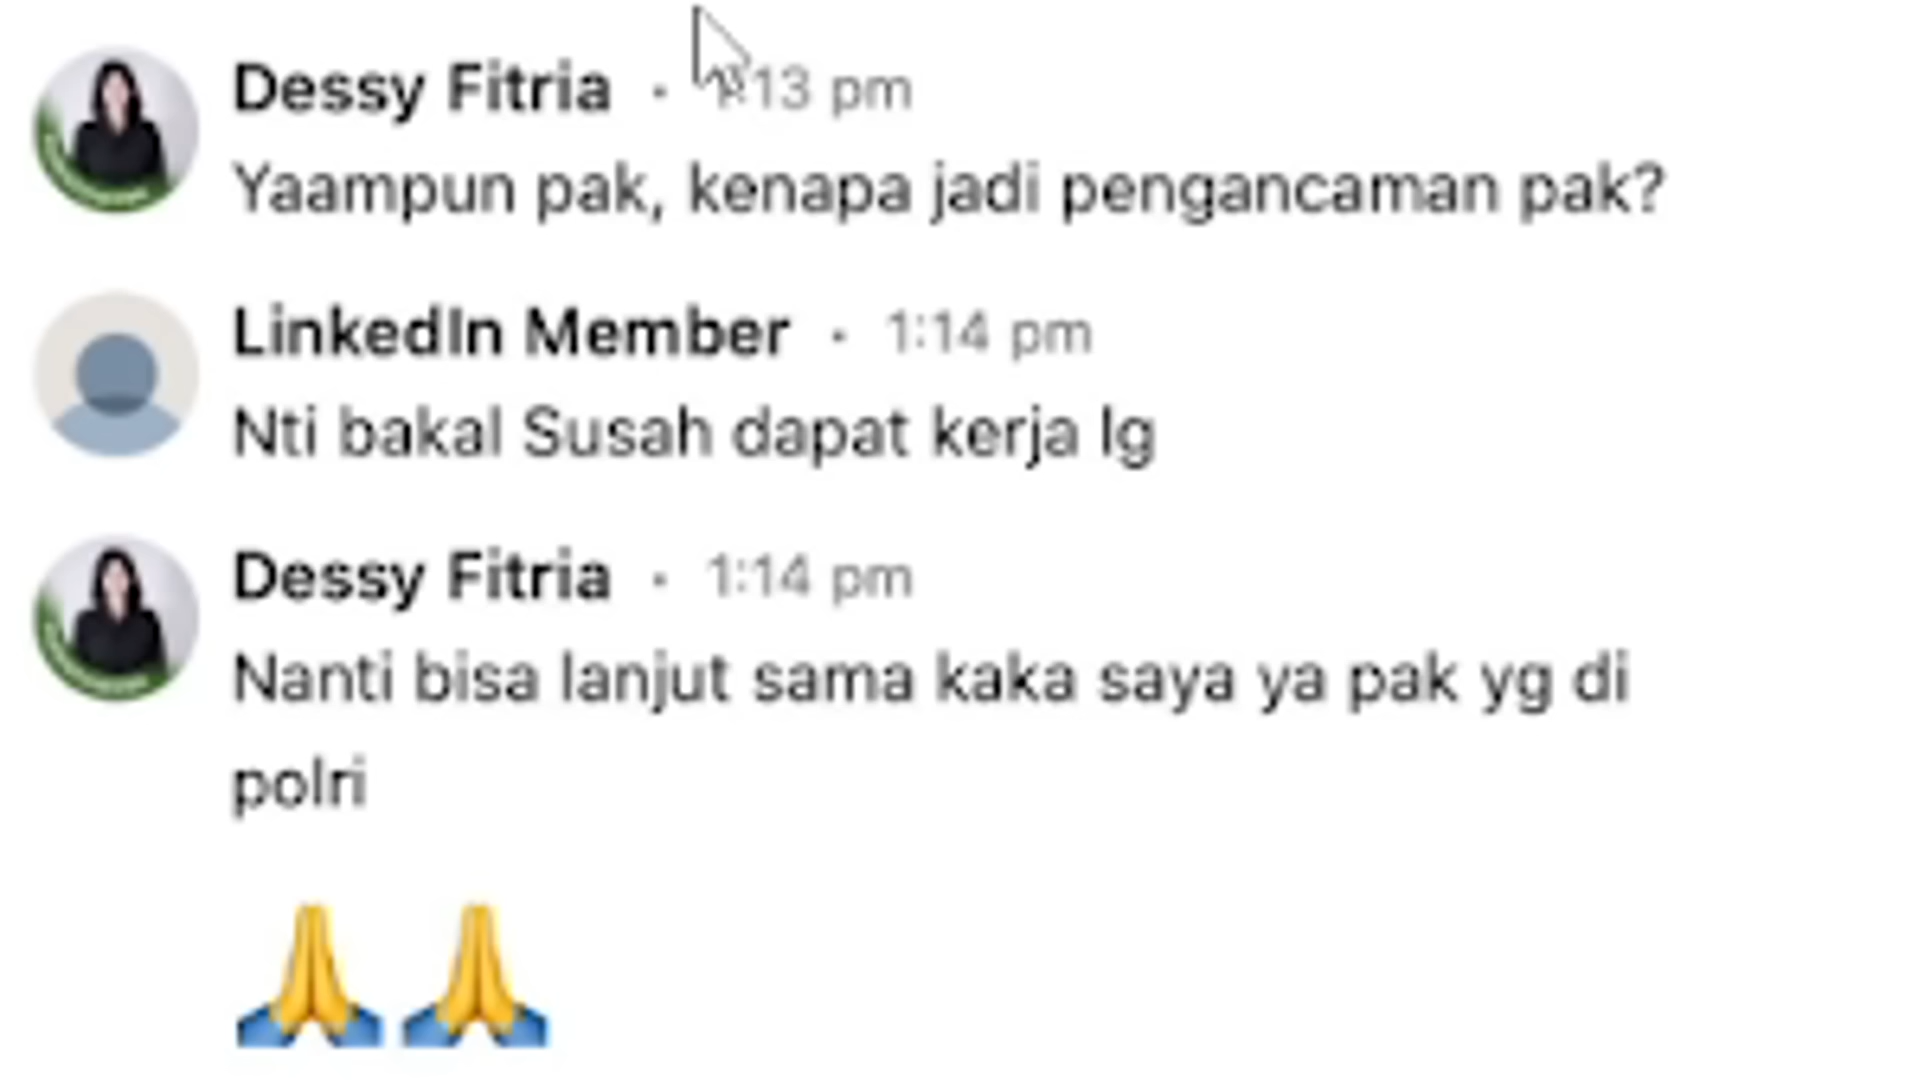 Dessy Fitria · 1:13 pm
Yaampun pak, kenapa jadi pengancaman pak?
LinkedIn Member · 1:14 pm
Nti bakal Susah dapat kerja lg
Dessy Fitria · 1:14 pm
Nanti bisa lanjut sama kaka saya ya pak yg di
polri
🙏🙏